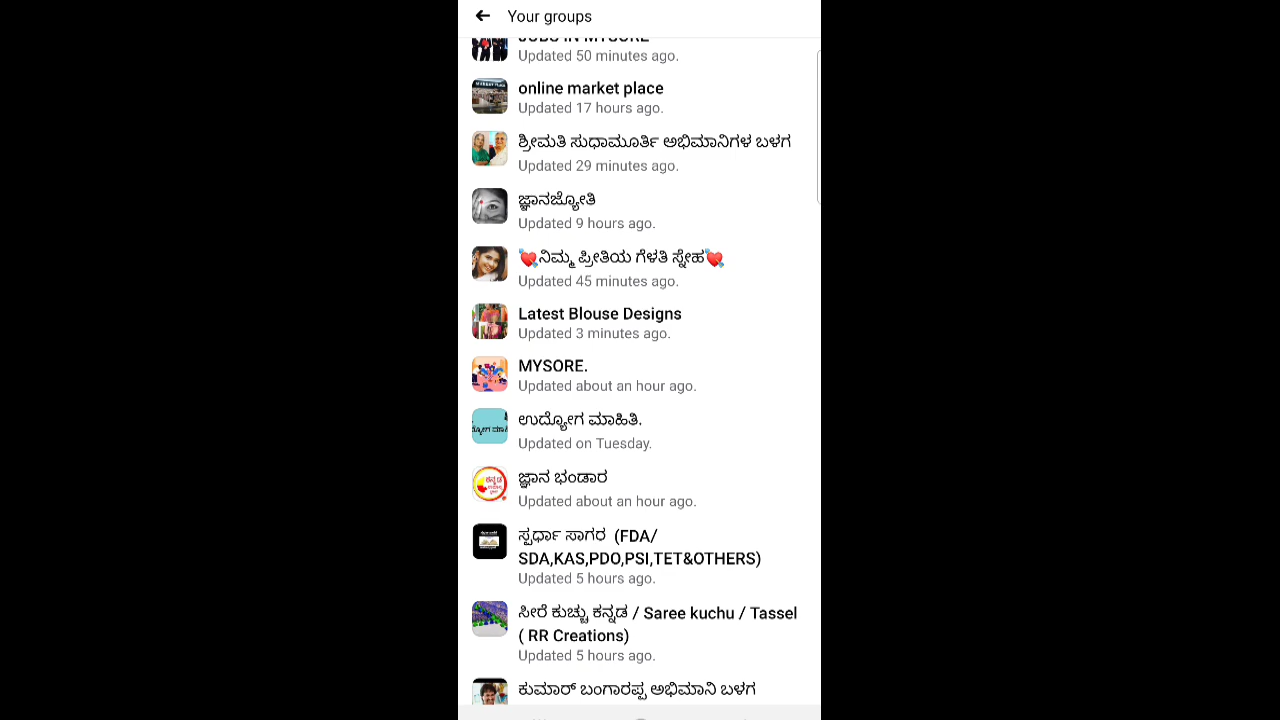 Your groups
JOBS IN MYSORE
Updated 50 minutes ago.
online market place
Updated 17 hours ago.
ಶ್ರೀಮತಿ ಸುಧಾಮೂರ್ತಿ ಅಭಿಮಾನಿಗಳ ಬಳಗ
Updated 29 minutes ago.
ಜ್ಞಾನಜ್ಯೋತಿ
Updated 9 hours ago.
💘ನಿಮ್ಮ ಪ್ರೀತಿಯ ಗೆಳತಿ ಸ್ನೇಹ💘
Updated 45 minutes ago.
Latest Blouse Designs
Updated 3 minutes ago.
MYSORE.
Updated about an hour ago.
ಉದ್ಯೋಗ ಮಾಹಿತಿ.
Updated on Tuesday.
ಜ್ಞಾನ ಭಂಡಾರ
Updated about an hour ago.
ಸ್ಪರ್ಧಾ ಸಾಗರ (FDA/
SDA,KAS,PDO,PSI,TET&OTHERS)
Updated 5 hours ago.
ಸೀರೆ ಕುಚ್ಚು ಕನ್ನಡ / Saree kuchu / Tassel
( RR Creations)
Updated 5 hours ago.
ಕುಮಾರ್ ಬಂಗಾರಪ್ಪ ಅಭಿಮಾನಿ ಬಳಗ